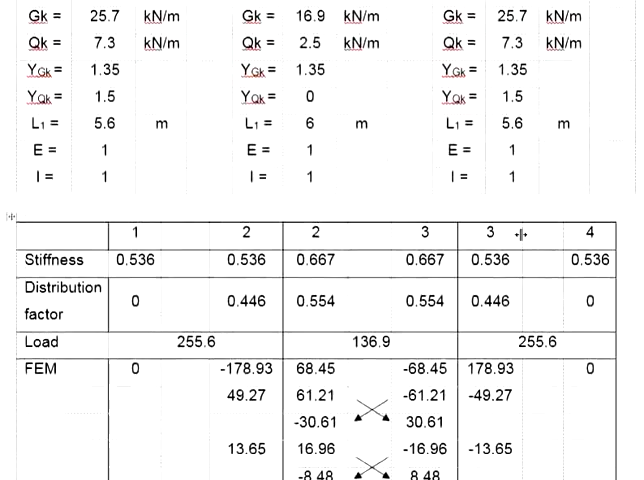 Gk = 25.7 kN/m Gk = 16.9 kN/m Gk = 25.7 kN/m
Qk = 7.3 kN/m Qk = 2.5 kN/m Qk = 7.3 kN/m
YGk = 1.35 YGk = 1.35 YGk = 1.35
YQk = 1.5 YQk = 0 YQk = 1.5
L1 = 5.6 m L1 = 6 m L1 = 5.6 m
E = 1 E = 1 E = 1
I = 1 I = 1 I = 1
1 2 2 3 3 4
Stiffness 0.536 0.536 0.667 0.667 0.536 0.536
Distribution
factor 0 0.446 0.554 0.554 0.446 0
Load 255.6 136.9 255.6
FEM 0 -178.93 68.45 -68.45 178.93 0
49.27 61.21 -61.21 -49.27
-30.61 30.61
13.65 16.96 -16.96 -13.65
-8.48 8.48